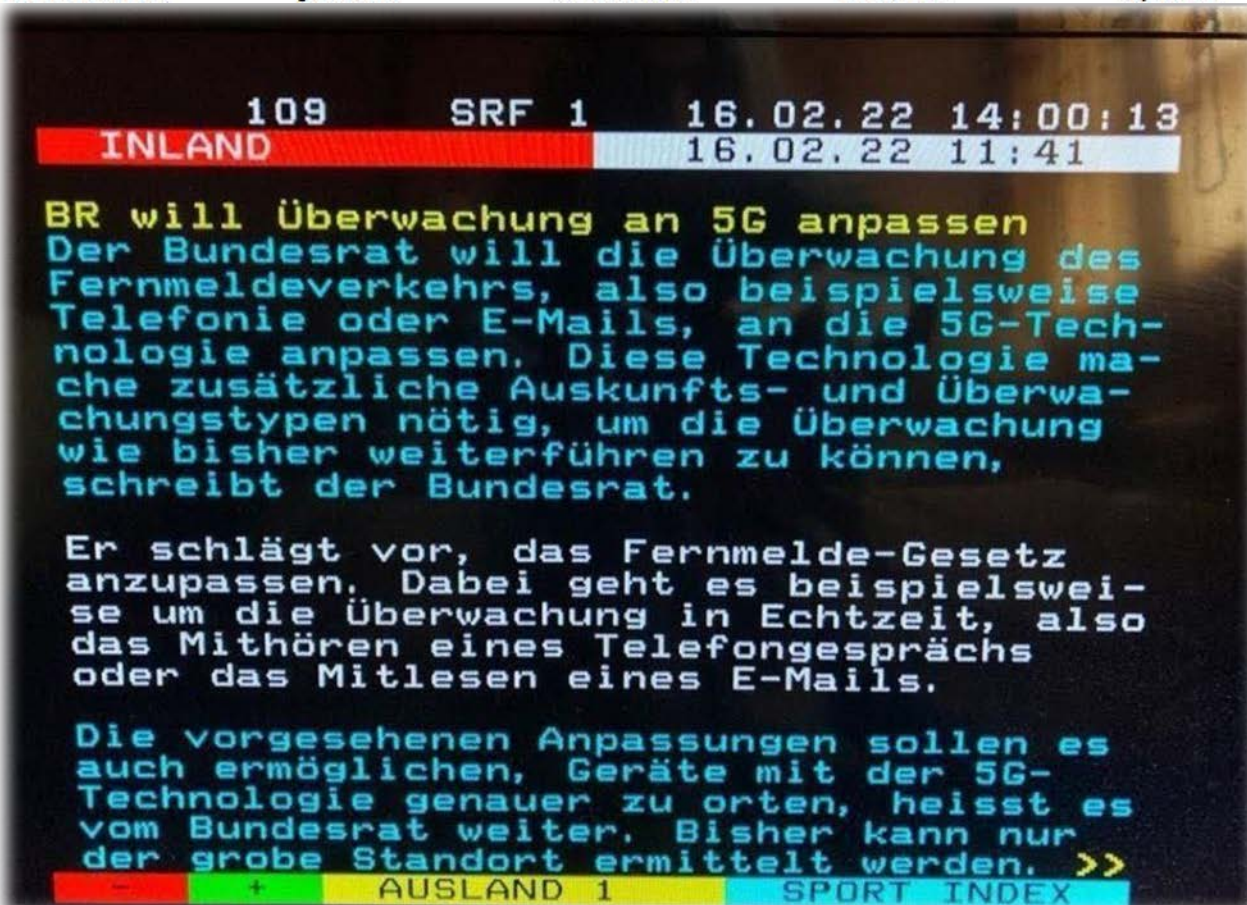 109 SRF 1 16.02.22 14:00:13
INLAND 16.02.22 11:41
BR will Überwachung an 5G anpassen
Der Bundesrat will die Überwachung des
Fernmeldeverkehrs, also beispielsweise
Telefonie oder E-Mails, an die 5G-Tech-
nologie anpassen. Diese Technologie ma-
che zusätzliche Auskunfts- und Überwa-
chungstypen nötig, um die Überwachung
wie bisher weiterführen zu können,
schreibt der Bundesrat.
Er schlägt vor, das Fernmelde-Gesetz
anzupassen. Dabei geht es beispielswei-
se um die Überwachung in Echtzeit, also
das Mithören eines Telefongesprächs
oder das Mitlesen eines E-Mails.
Die vorgesehenen Anpassungen sollen es
auch ermöglichen, Geräte mit der 5G-
Technologie genauer zu orten, heisst es
vom Bundesrat weiter. Bisher kann nur
der grobe Standort ermittelt werden. >>
- + AUSLAND 1 SPORT INDEX